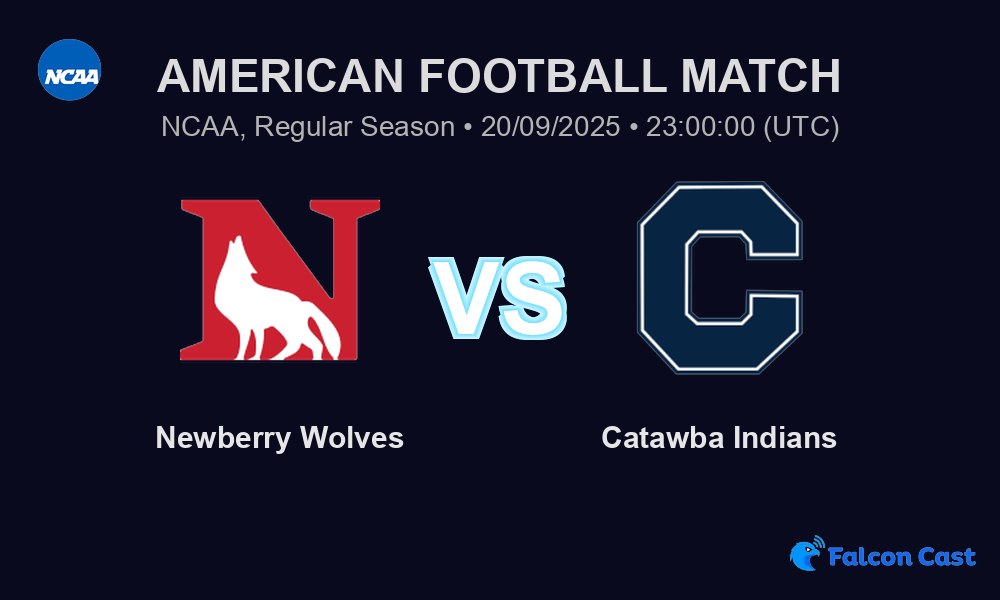 NCAA
AMERICAN FOOTBALL MATCH
NCAA, Regular Season • 20/09/2025 • 23:00:00 (UTC)
N
VS
C
Newberry Wolves
Catawba Indians
Falcon Cast